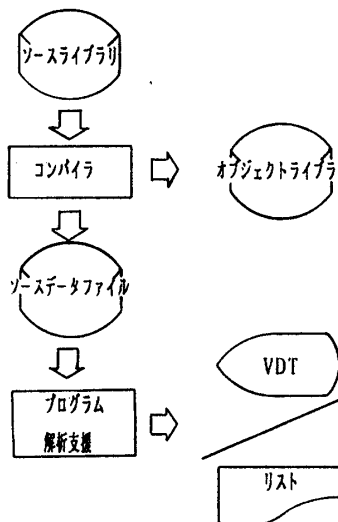 ソースライブラリ
コンパイラ
オブジェクトライブラ
ソースデータファイル
プログラム
解析支援
VDT
リスト